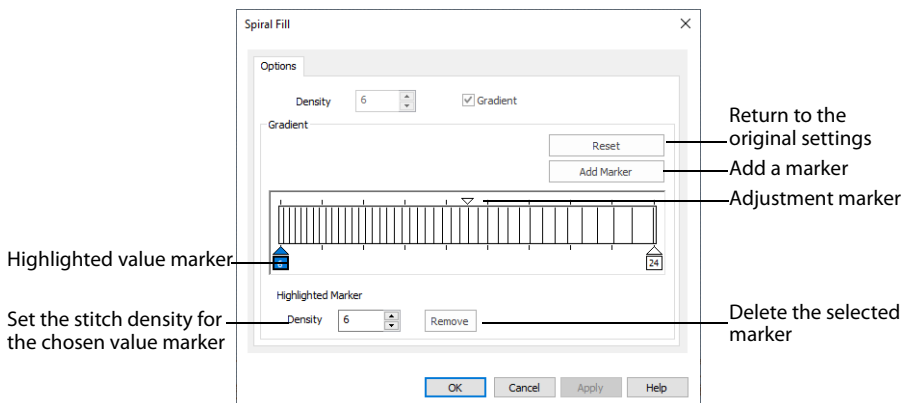 Spiral Fill
Options
Density 6 Gradient
Gradient
Reset
Add Marker
Return to the
original settings
Add a marker
Adjustment marker
Highlighted value marker
6 24
Highlighted Marker
Density 6 Remove
Set the stitch density for
the chosen value marker
Delete the selected
marker
OK Cancel Apply Help